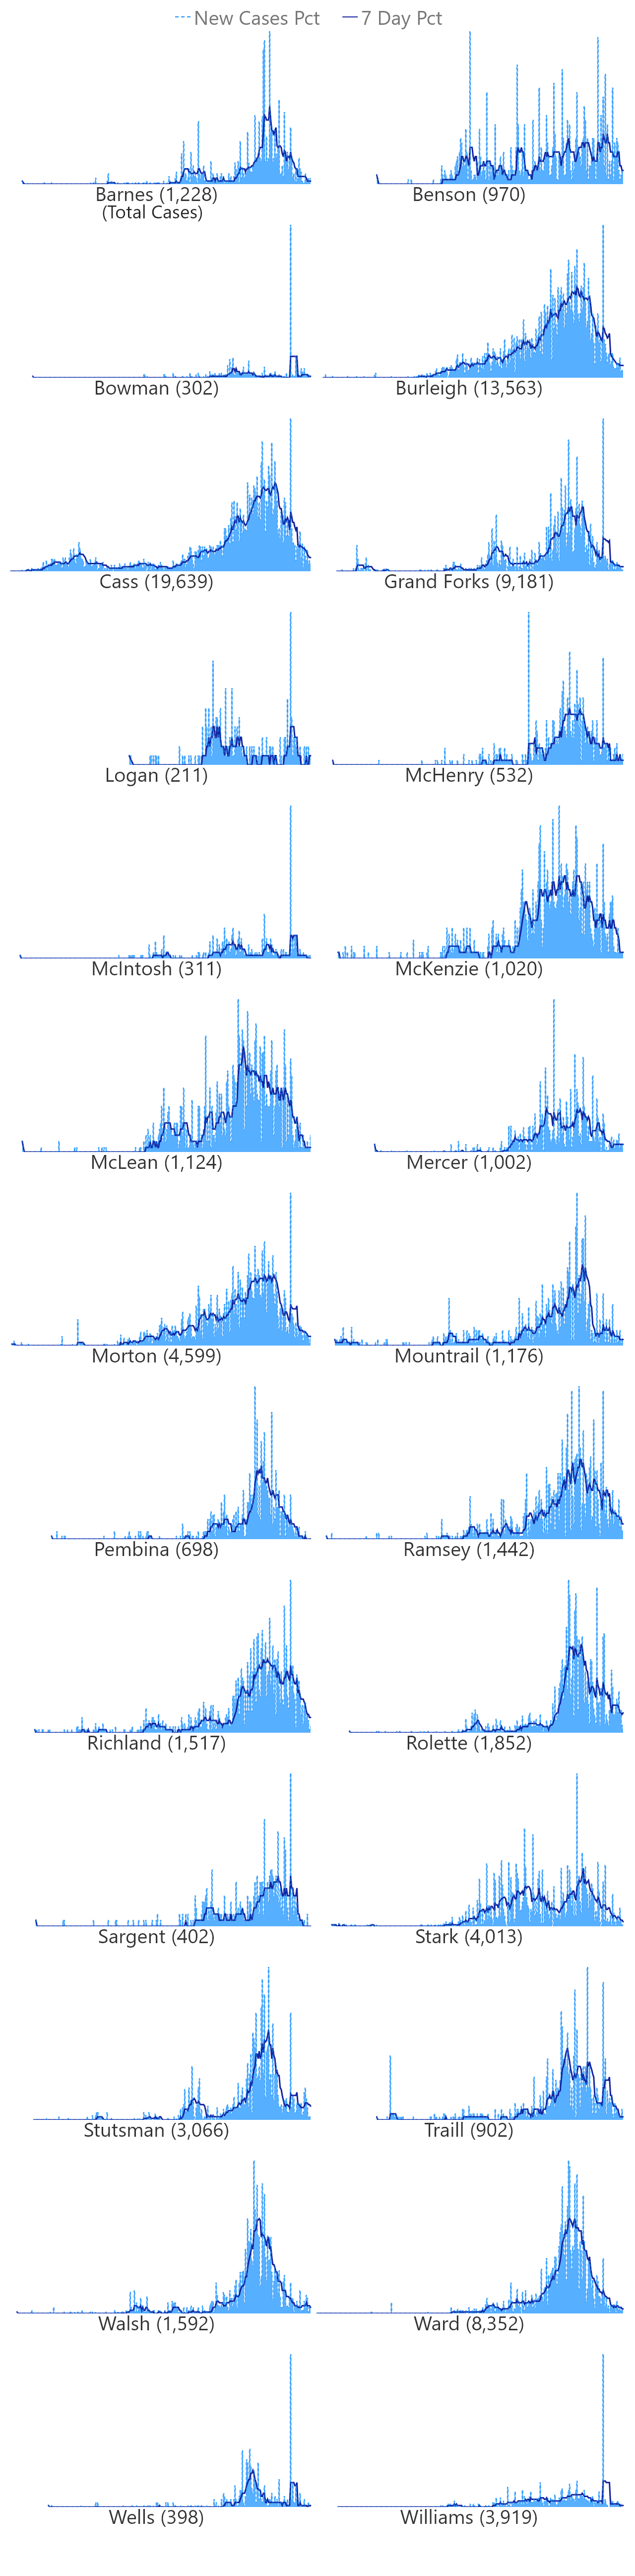 New Cases Pct 7 Day Pct
Barnes (1,228) Benson (970)
(Total Cases)
Bowman (302) Burleigh (13,563)
Cass (19,639) Grand Forks (9,181)
Logan (211) McHenry (532)
McIntosh (311) McKenzie (1,020)
McLean (1,124) Mercer (1,002)
Morton (4,599) Mountrail (1,176)
Pembina (698) Ramsey (1,442)
Richland (1,517) Rolette (1,852)
Sargent (402) Stark (4,013)
Stutsman (3,066) Traill (902)
Walsh (1,592) Ward (8,352)
Wells (398) Williams (3,919)